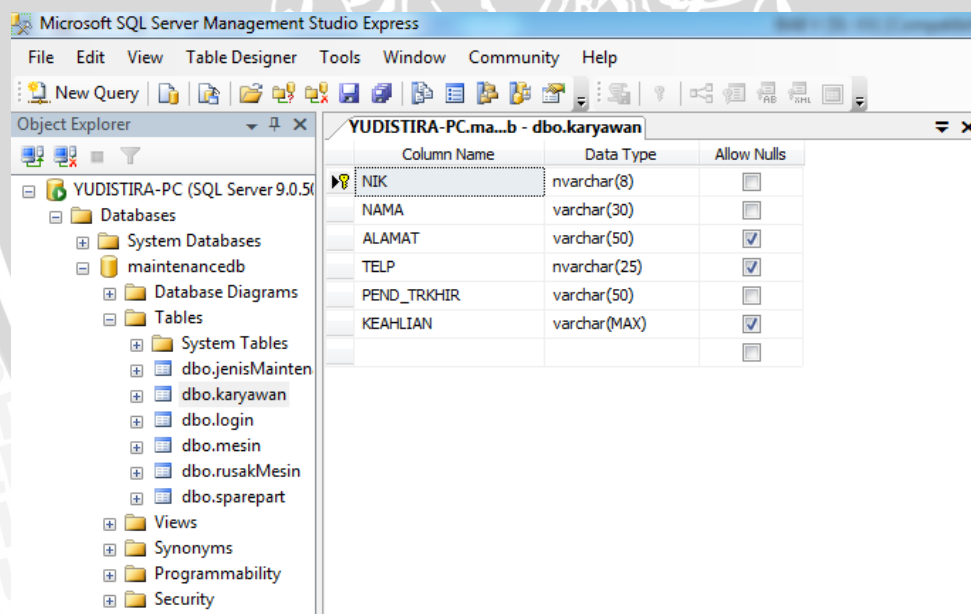 Microsoft SQL Server Management Studio Express
File Edit View Table Designer Tools Window Community Help
New Query
Object Explorer
YUDISTIRA-PC (SQL Server 9.0.50
Databases
System Databases
maintenancedb
Database Diagrams
Tables
System Tables
dbo.jenisMainten
dbo.karyawan
dbo.login
dbo.mesin
dbo.rusakMesin
dbo.sparepart
Views
Synonyms
Programmability
Security
YUDISTIRA-PC.ma...b - dbo.karyawan
Column Name Data Type Allow Nulls
NIK nvarchar(8)
NAMA varchar(30)
ALAMAT varchar(50)
TELP nvarchar(25)
PEND_TRKHIR varchar(50)
KEAHLIAN varchar(MAX)